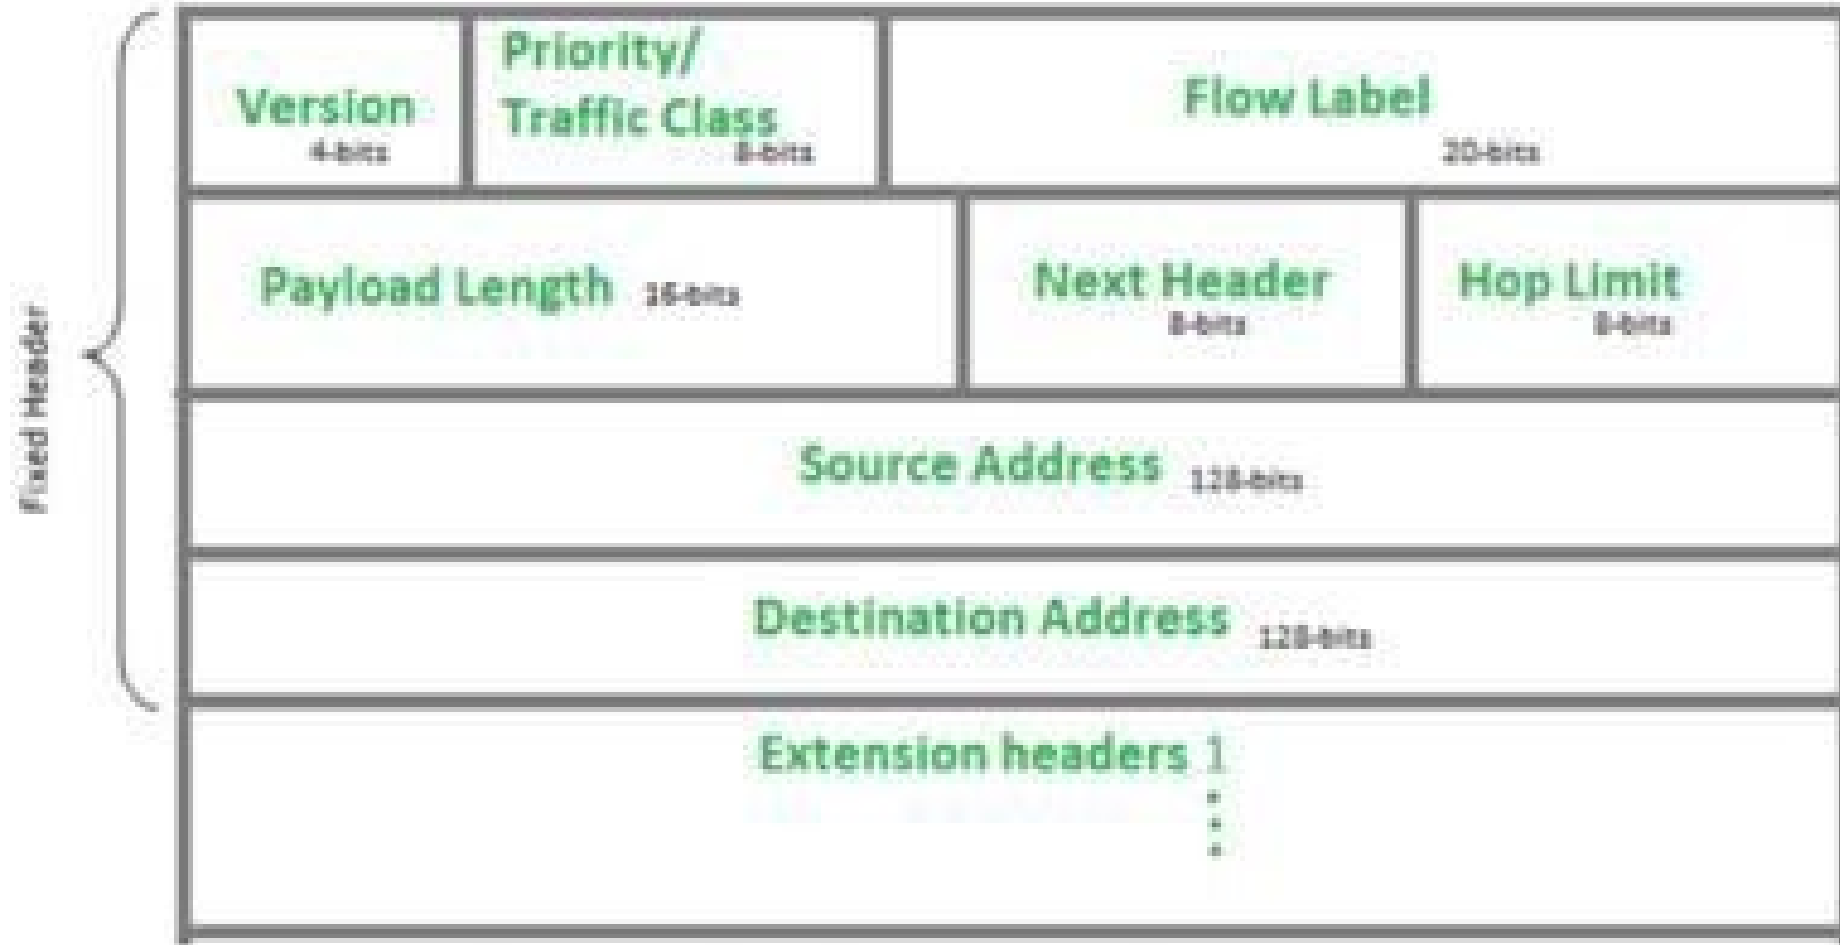 Fixed Header
Version
4-bits
Priority/
Traffic Class
8-bits
Flow Label
20-bits
Payload Length 16-bits
Next Header
8-bits
Hop Limit
8-bits
Source Address 128-bits
Destination Address 128-bits
Extension headers 1